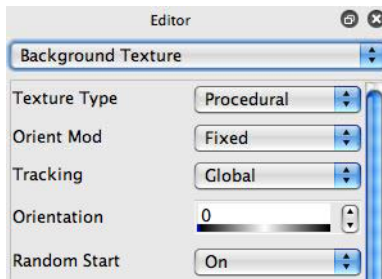 Editor
Background Texture
Texture Type Procedural
Orient Mod Fixed
Tracking Global
Orientation 0
Random Start On